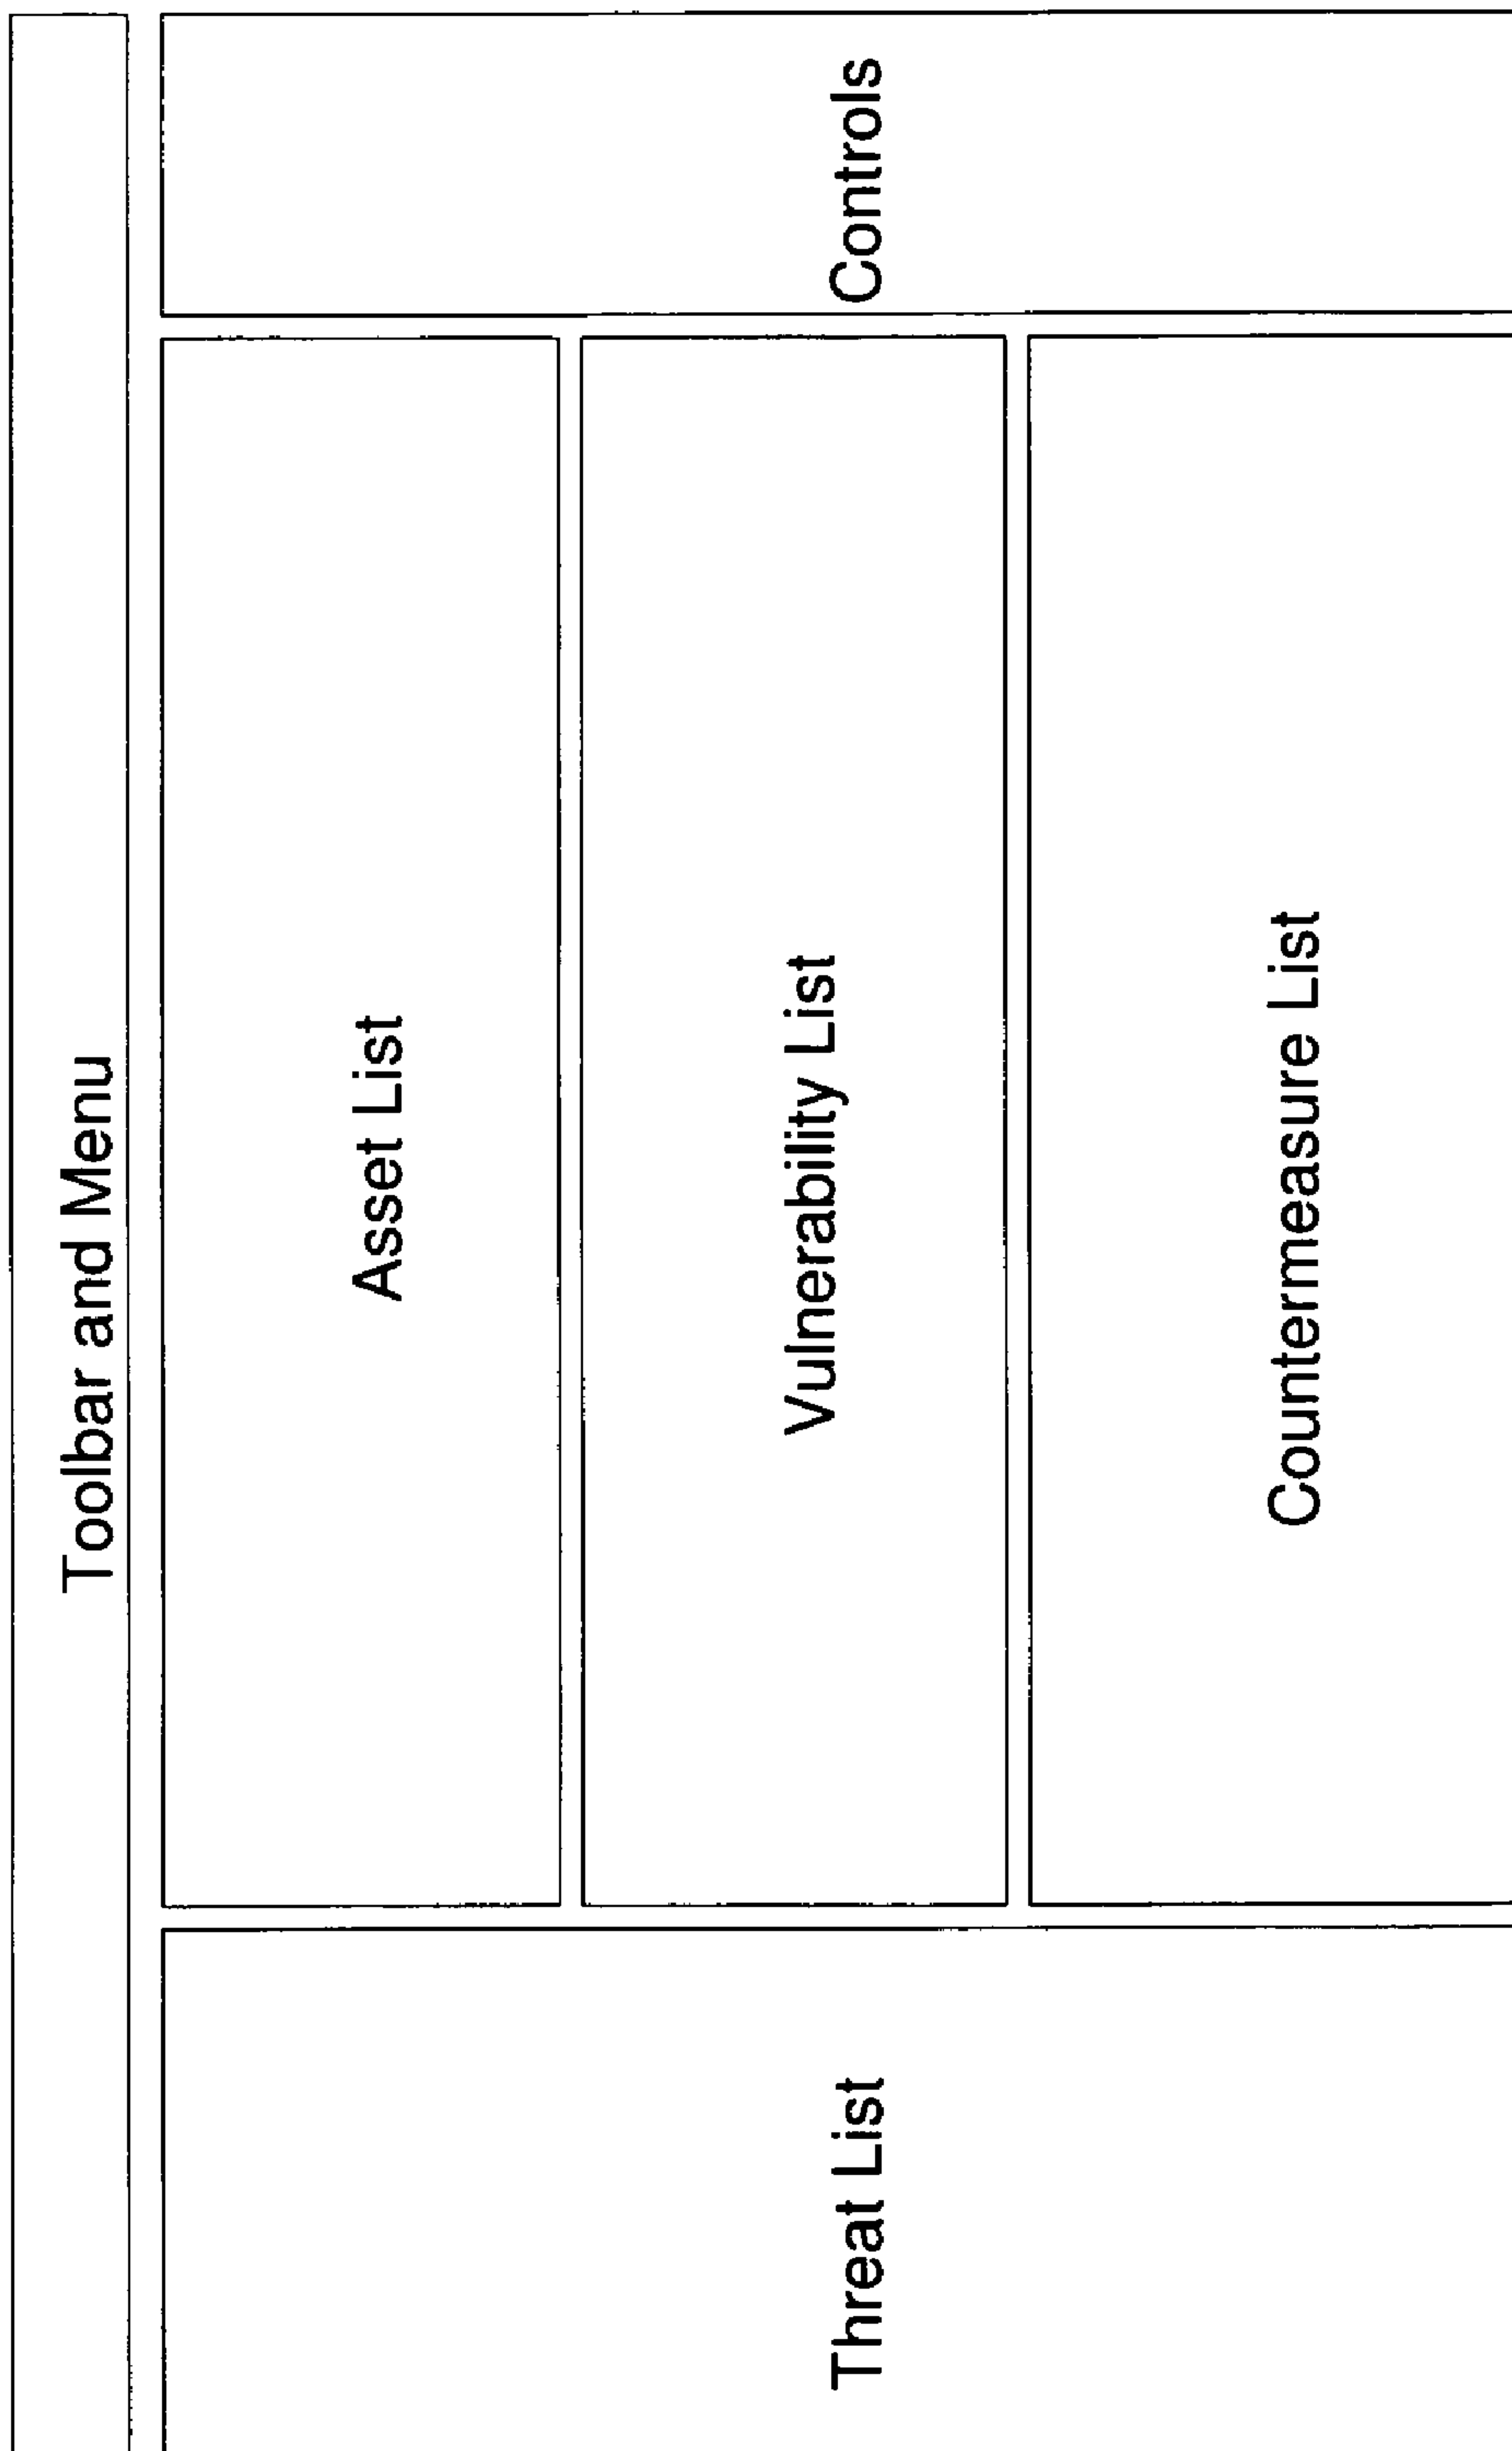 Toolbar and Menu
Threat List
Asset List
Vulnerability List
Countermeasure List
Controls